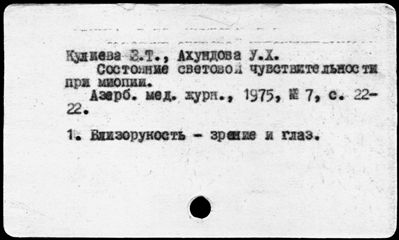 Кулиева З.Т., Ахундова У.Х.
Состояние световой чувствительности
при миопии.
Азерб. мед. журн., 1975, № 7, с. 22-
22.
1. Близорукость - зрение и глаз.